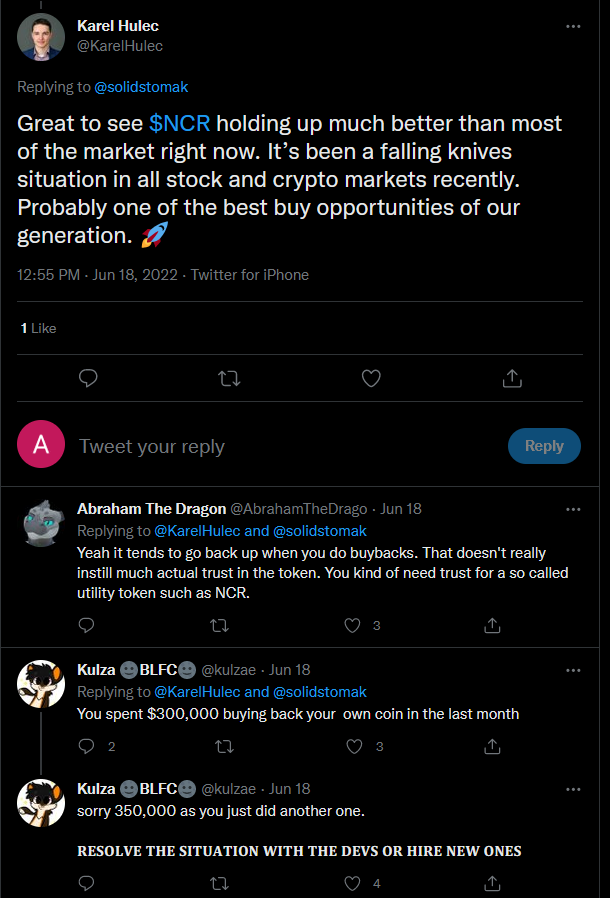 Karel Hulec
@KarelHulec
Replying to @solidstomak
Great to see $NCR holding up much better than most
of the market right now. It’s been a falling knives
situation in all stock and crypto markets recently.
Probably one of the best buy opportunities of our
generation. 🚀
12:55 PM · Jun 18, 2022 · Twitter for iPhone
1 Like
A
Tweet your reply
Reply
Abraham The Dragon @AbrahamTheDrago · Jun 18
Replying to @KarelHulec and @solidstomak
Yeah it tends to go back up when you do buybacks. That doesn't really
instill much actual trust in the token. You kind of need trust for a so called
utility token such as NCR.
3
Kulza 🌚BLFC🌚 @kulzae · Jun 18
Replying to @KarelHulec and @solidstomak
You spent $300,000 buying back your own coin in the last month
2 3
Kulza 🌚BLFC🌚 @kulzae · Jun 18
sorry 350,000 as you just did another one.
RESOLVE THE SITUATION WITH THE DEVS OR HIRE NEW ONES
4